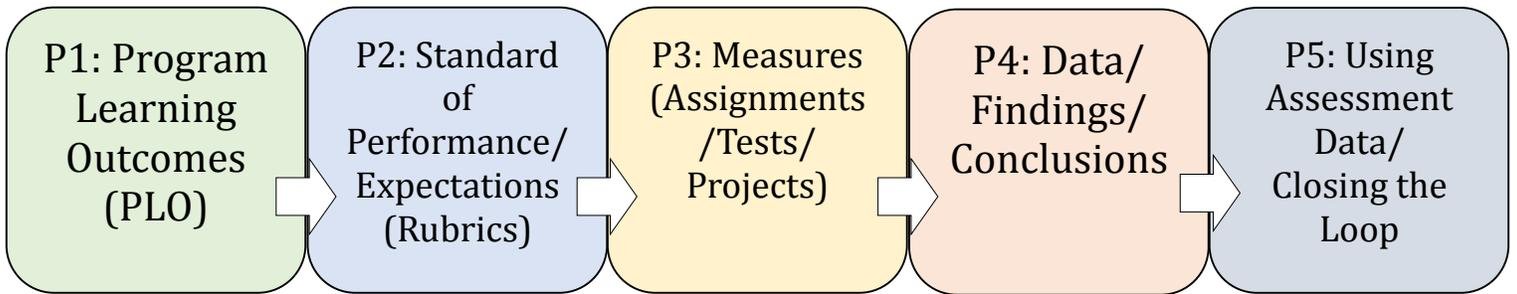 P1: Program
Learning
Outcomes
(PLO)
P2: Standard
of
Performance/
Expectations
(Rubrics)
P3: Measures
(Assignments
/Tests/
Projects)
P4: Data/
Findings/
Conclusions
P5: Using
Assessment
Data/
Closing the
Loop